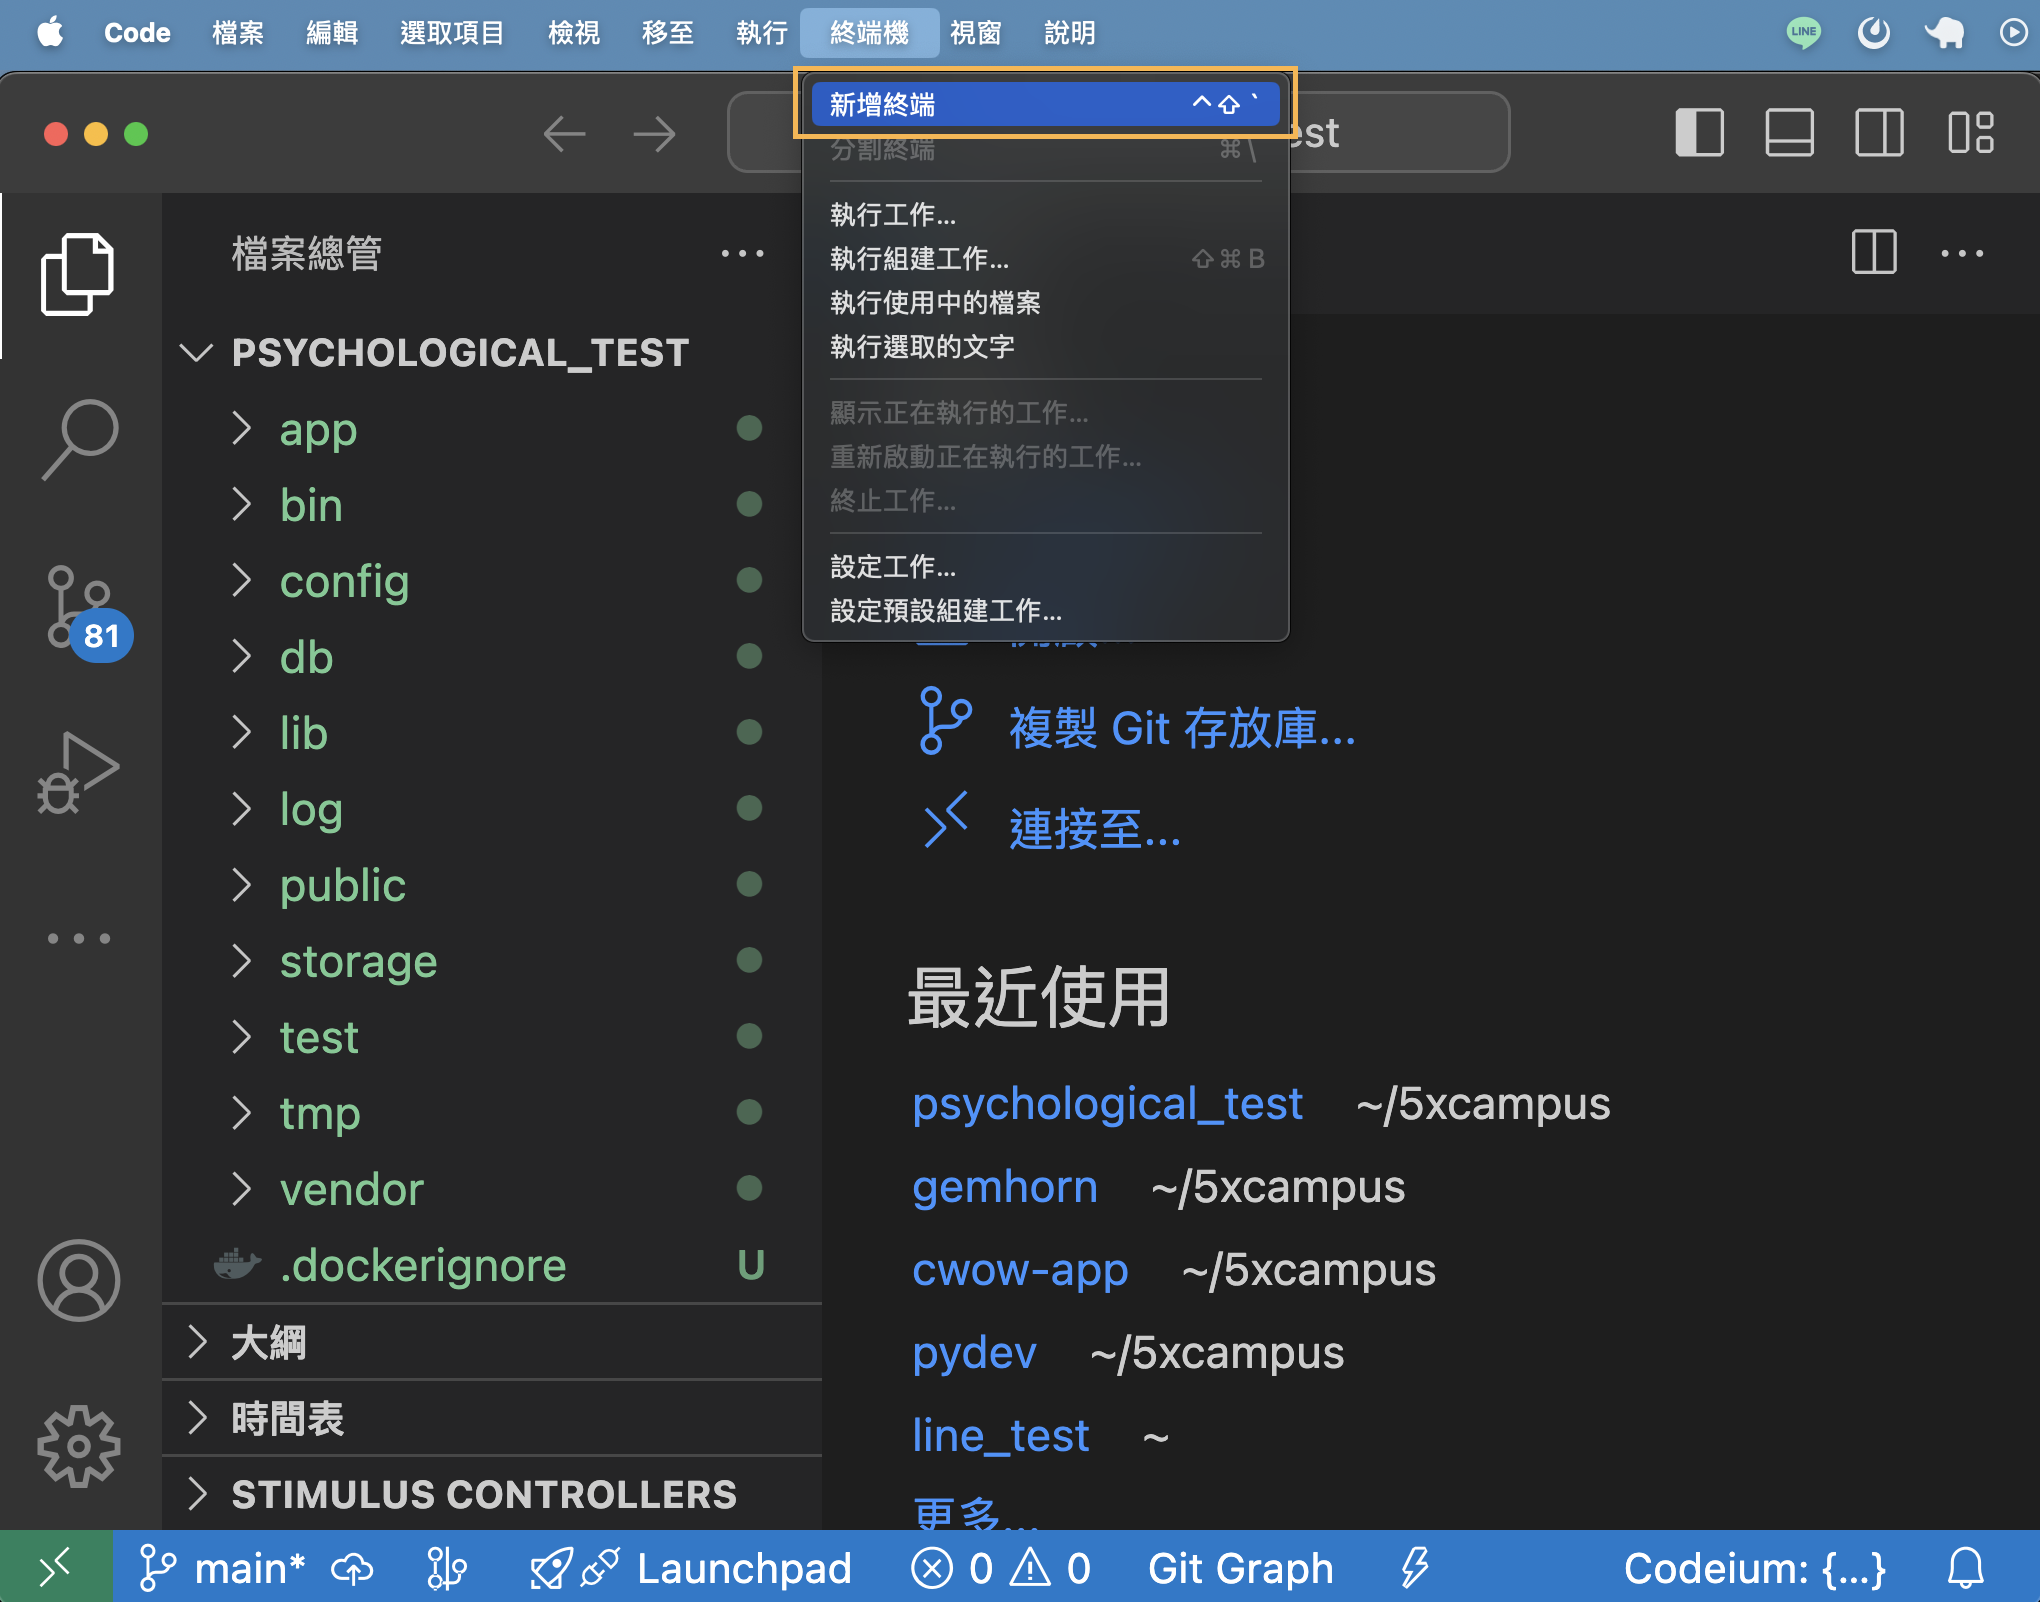 Code 檔案 編輯 選取項目 檢視 移至 執行 終端機 視窗 說明
LINE
新增終端 ^⇧`
est
分割終端 ⌘\
執行工作...
執行組建工作... ⇧⌘B
執行使用中的檔案
執行選取的文字
顯示正在執行的工作...
重新啟動正在執行的工作...
終止工作...
設定工作...
設定預設組建工作...
檔案總管
PSYCHOLOGICAL_TEST
app
bin
config
db
lib
log
public
storage
test
tmp
vendor
.dockerignore U
大綱
時間表
STIMULUS CONTROLLERS
81
複製 Git 存放庫...
連接至...
最近使用
psychological_test ~/5xcampus
gemhorn ~/5xcampus
cwow-app ~/5xcampus
pydev ~/5xcampus
line_test ~
更多...
main* Launchpad 0 0 Git Graph Codeium: {...}